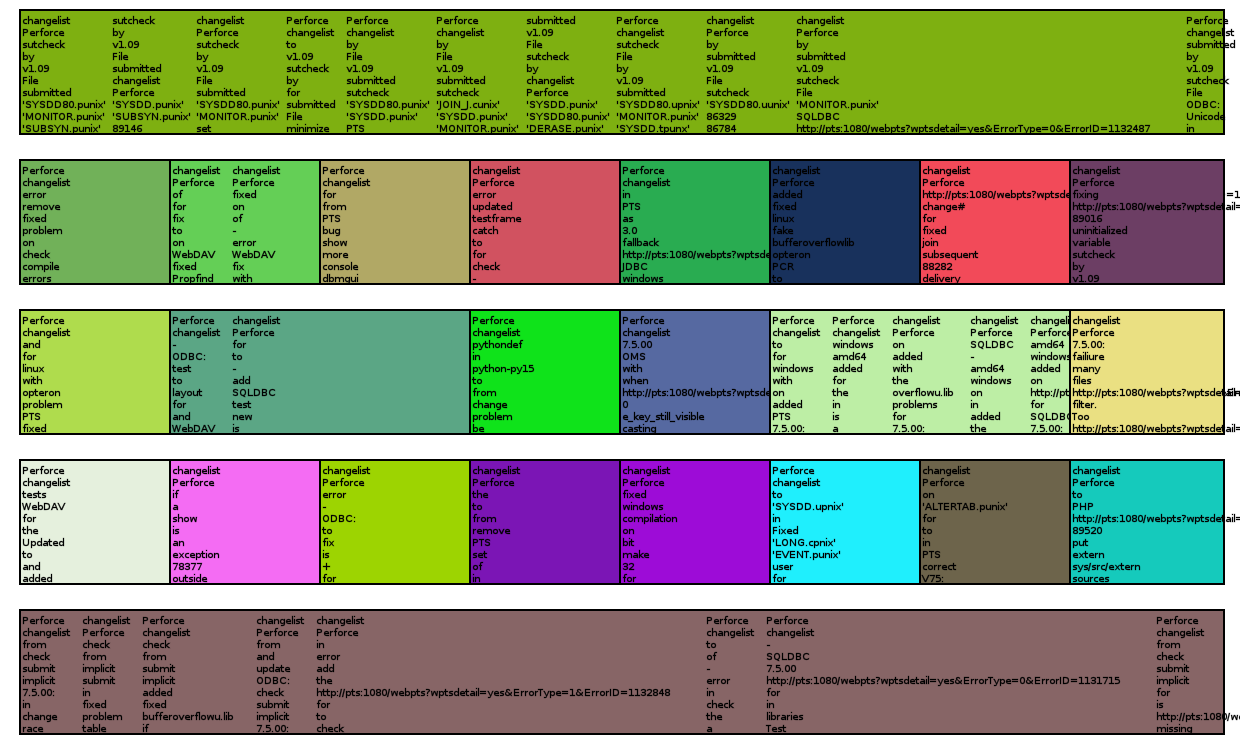 changelist
Perforce
sutcheck
by
v1.09
File
submitted
'SYSDD80.punix'
'MONITOR.punix'
'SUBSYN.punix'
sutcheck
by
v1.09
File
submitted
changelist
Perforce
'SYSDD.punix'
'SUBSYN.punix'
89146
changelist
Perforce
sutcheck
by
v1.09
File
submitted
'SYSDD80.punix'
'MONITOR.punix'
set
Perforce
changelist
to
v1.09
sutcheck
by
for
submitted
File
minimize
Perforce
changelist
by
File
v1.09
submitted
sutcheck
'SYSDD80.punix'
'SYSDD.punix'
PTS
Perforce
changelist
by
File
v1.09
submitted
sutcheck
'JOIN_J.cunix'
'SYSDD.punix'
'MONITOR.punix'
submitted
v1.09
File
sutcheck
by
changelist
Perforce
'SYSDD.punix'
'SYSDD80.punix'
'DERASE.punix'
Perforce
changelist
sutcheck
File
by
v1.09
submitted
'SYSDD80.upnix'
'MONITOR.punix'
'SYSDD.tpunx'
changelist
Perforce
by
submitted
v1.09
File
sutcheck
'SYSDD80.uunix'
86329
86784
changelist
Perforce
by
submitted
v1.09
sutcheck
File
'MONITOR.punix'
SQLDBC
http://pts:1080/webpts?wptsdetail=yes&ErrorType=0&ErrorID=1132487
Perforce
changelist
submitted
by
v1.09
sutcheck
File
ODBC:
Unicode
in
Perforce
changelist
error
remove
fixed
problem
on
check
compile
errors
changelist
Perforce
of
for
fix
to
on
WebDAV
fixed
Propfind
changelist
Perforce
fixed
on
of
-
error
WebDAV
fix
with
Perforce
changelist
for
from
PTS
bug
show
more
console
dbmgui
changelist
Perforce
error
updated
testframe
catch
to
for
check
-
Perforce
changelist
in
PTS
as
3.0
fallback
http://pts:1080/webpts?wptsde
JDBC
windows
changelist
Perforce
added
fixed
linux
fake
bufferoverflowlib
opteron
PCR
to
changelist
Perforce
http://pts:1080/webpts?wptsde
change#
for
fixed
join
subsequent
88282
delivery
changelist
Perforce
fixing
http://pts:1080/webpts?wptsdetail=
89016
uninitialized
variable
sutcheck
by
v1.09
=1
Perforce
changelist
and
for
linux
with
opteron
problem
PTS
fixed
Perforce
changelist
-
ODBC:
test
to
layout
for
and
WebDAV
changelist
Perforce
for
to
-
add
SQLDBC
test
new
is
Perforce
changelist
pythondef
in
python-py15
to
from
change
problem
be
Perforce
changelist
7.5.00
OMS
with
when
http://pts:1080/webpts?wptsde
0
e_key_still_visible
casting
Perforce
changelist
to
for
windows
with
on
added
PTS
7.5.00:
Perforce
changelist
windows
amd64
added
for
the
in
is
a
changelist
Perforce
on
added
with
the
overflowu.lib
problems
for
7.5.00:
changelist
Perforce
SQLDBC
-
amd64
windows
on
in
added
the
changelist
Perforce
amd64
windows
added
on
http://pt
for
SQLDBC
7.5.00:
changelist
Perforce
7.5.00:
failiure
many
files
http://pts:1080/webpts?wptsdetail=
filter.
Too
http://pts:1080/webpts?wptsdetail=
Perforce
changelist
tests
WebDAV
for
the
Updated
to
and
added
changelist
Perforce
if
a
show
is
an
exception
78377
outside
changelist
Perforce
error
-
ODBC:
to
fix
is
+
for
changelist
Perforce
the
to
from
remove
PTS
set
of
in
changelist
Perforce
fixed
windows
compilation
on
bit
make
32
for
Perforce
changelist
to
'SYSDD.upnix'
in
Fixed
'LONG.cpnix'
'EVENT.punix'
user
for
changelist
Perforce
on
'ALTERTAB.punix'
for
to
in
PTS
correct
V75:
changelist
Perforce
to
PHP
http://pts:1080/webpts?wptsdetail=
89520
put
extern
sys/src/extern
sources
Perforce
changelist
from
check
submit
implicit
7.5.00:
in
change
race
changelist
Perforce
check
from
implicit
submit
in
fixed
problem
table
Perforce
changelist
check
from
submit
implicit
added
fixed
bufferoverflowu.lib
if
changelist
Perforce
from
and
update
ODBC:
check
submit
implicit
7.5.00:
changelist
Perforce
in
error
add
the
http://pts:1080/webpts?wptsdetail=yes&ErrorType=1&ErrorID=1132848
for
to
check
Perforce
changelist
to
of
-
error
in
check
the
a
Perforce
changelist
-
SQLDBC
7.5.00
http://pts:1080/webpts?wptsdetail=yes&ErrorType=0&ErrorID=1131715
for
in
libraries
Test
Perforce
changelist
from
check
submit
implicit
for
is
http://pts:1080/w
missing